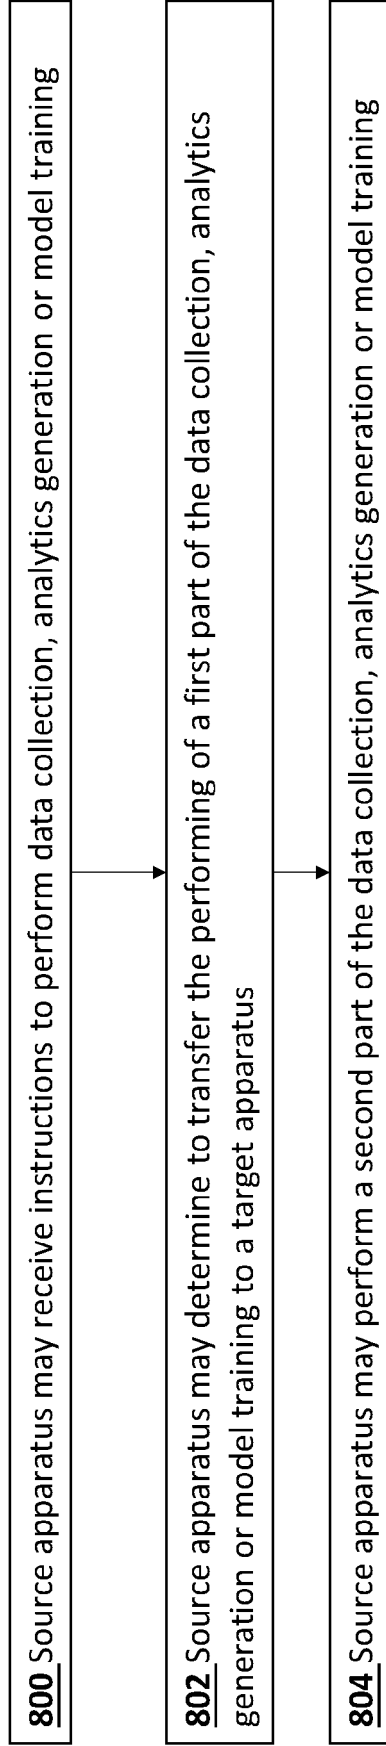 800 Source apparatus may receive instructions to perform data collection, analytics generation or model training
802 Source apparatus may determine to transfer the performing of a first part of the data collection, analytics
generation or model training to a target apparatus
804 Source apparatus may perform a second part of the data collection, analytics generation or model training